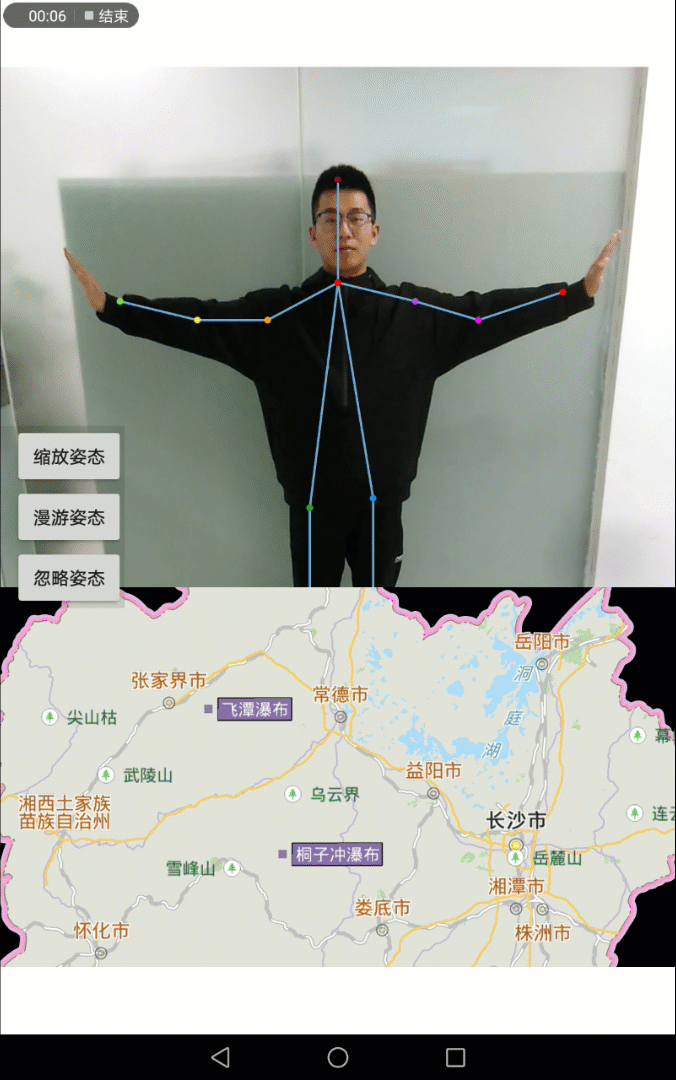 00:06 结束
缩放姿态
漫游姿态
忽略姿态
岳阳市
张家界市
洞
庭
湖
飞潭瀑布
常德市
尖山枯
幕
益阳市
武陵山
乌云界
湘西土家族
苗族自治州
长沙市
连云
桐子冲瀑布
岳麓山
雪峰山
湘潭市
娄底市
怀化市
株洲市